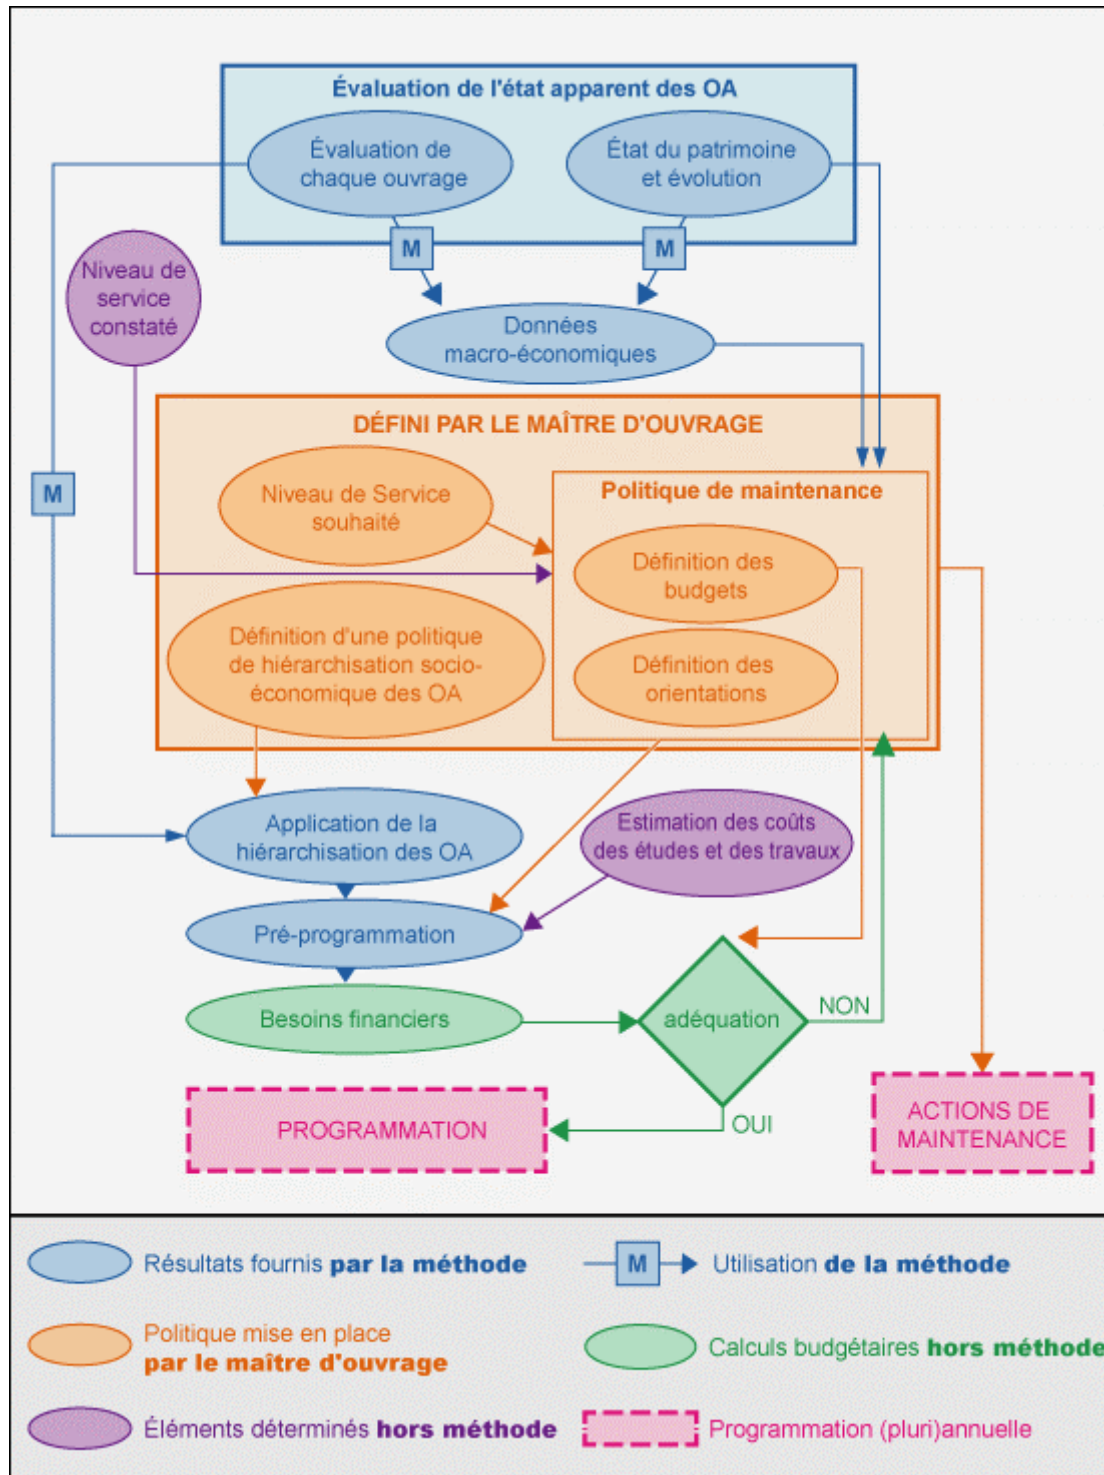 Évaluation de l'état apparent des OA
Évaluation de
chaque ouvrage
État du patrimoine
et évolution
M
M
Niveau de
service
constaté
Données
macro-économiques
DÉFINI PAR LE MAÎTRE D'OUVRAGE
M
Niveau de Service
souhaité
Politique de maintenance
Définition des
budgets
Définition d'une politique
de hiérarchisation socio-
économique des OA
Définition des
orientations
Application de la
hiérarchisation des OA
Estimation des coûts
des études et des travaux
Pré-programmation
Besoins financiers
adéquation
NON
OUI
PROGRAMMATION
ACTIONS DE
MAINTENANCE
Résultats fournis par la méthode
M
Utilisation de la méthode
Politique mise en place
par le maître d'ouvrage
Calculs budgétaires hors méthode
Éléments déterminés hors méthode
Programmation (pluri)annuelle